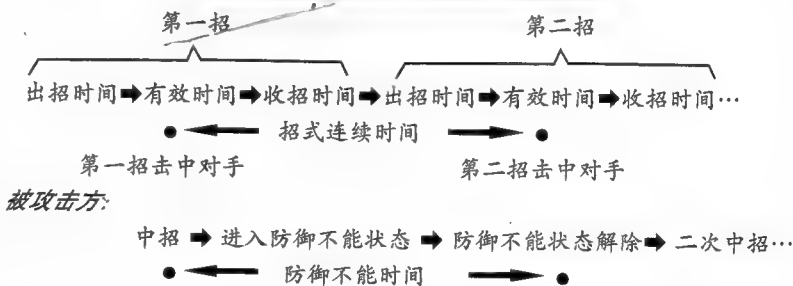 第一招 第二招
出招时间➡有效时间➡收招时间➡出招时间➡有效时间➡收招时间…
招式连续时间
第一招击中对手 第二招击中对手
被攻击方:
中招➡进入防御不能状态➡防御不能状态解除➡二次中招…
防御不能时间